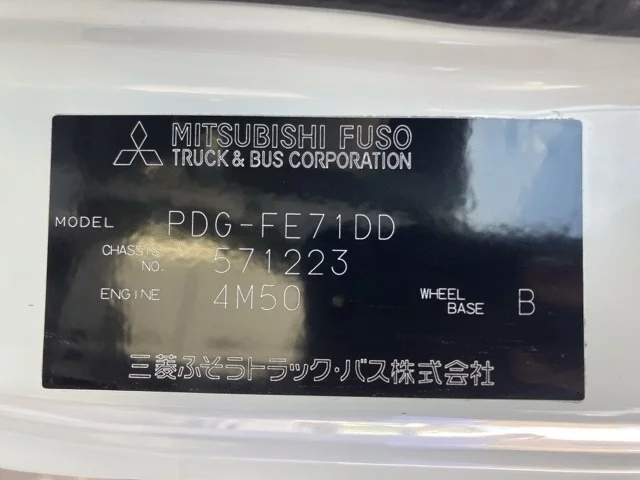 MITSUBISHI FUSO
TRUCK & BUS CORPORATION
MODEL PDG-FE71DD
CHASSIS NO. 571223
ENGINE 4M50 WHEEL BASE B
三菱ふそうトラック・バス株式会社